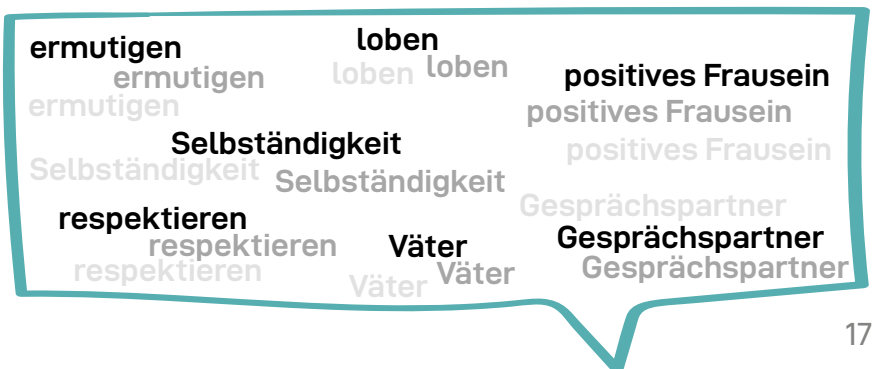 ermutigen
loben
ermutigen
loben
loben
positives Frausein
ermutigen
positives Frausein
Selbständigkeit
positives Frausein
Selbständigkeit
Selbständigkeit
Gesprächspartner
respektieren
Väter
Gesprächspartner
respektieren
respektieren
Väter
Väter
Gesprächspartner
17